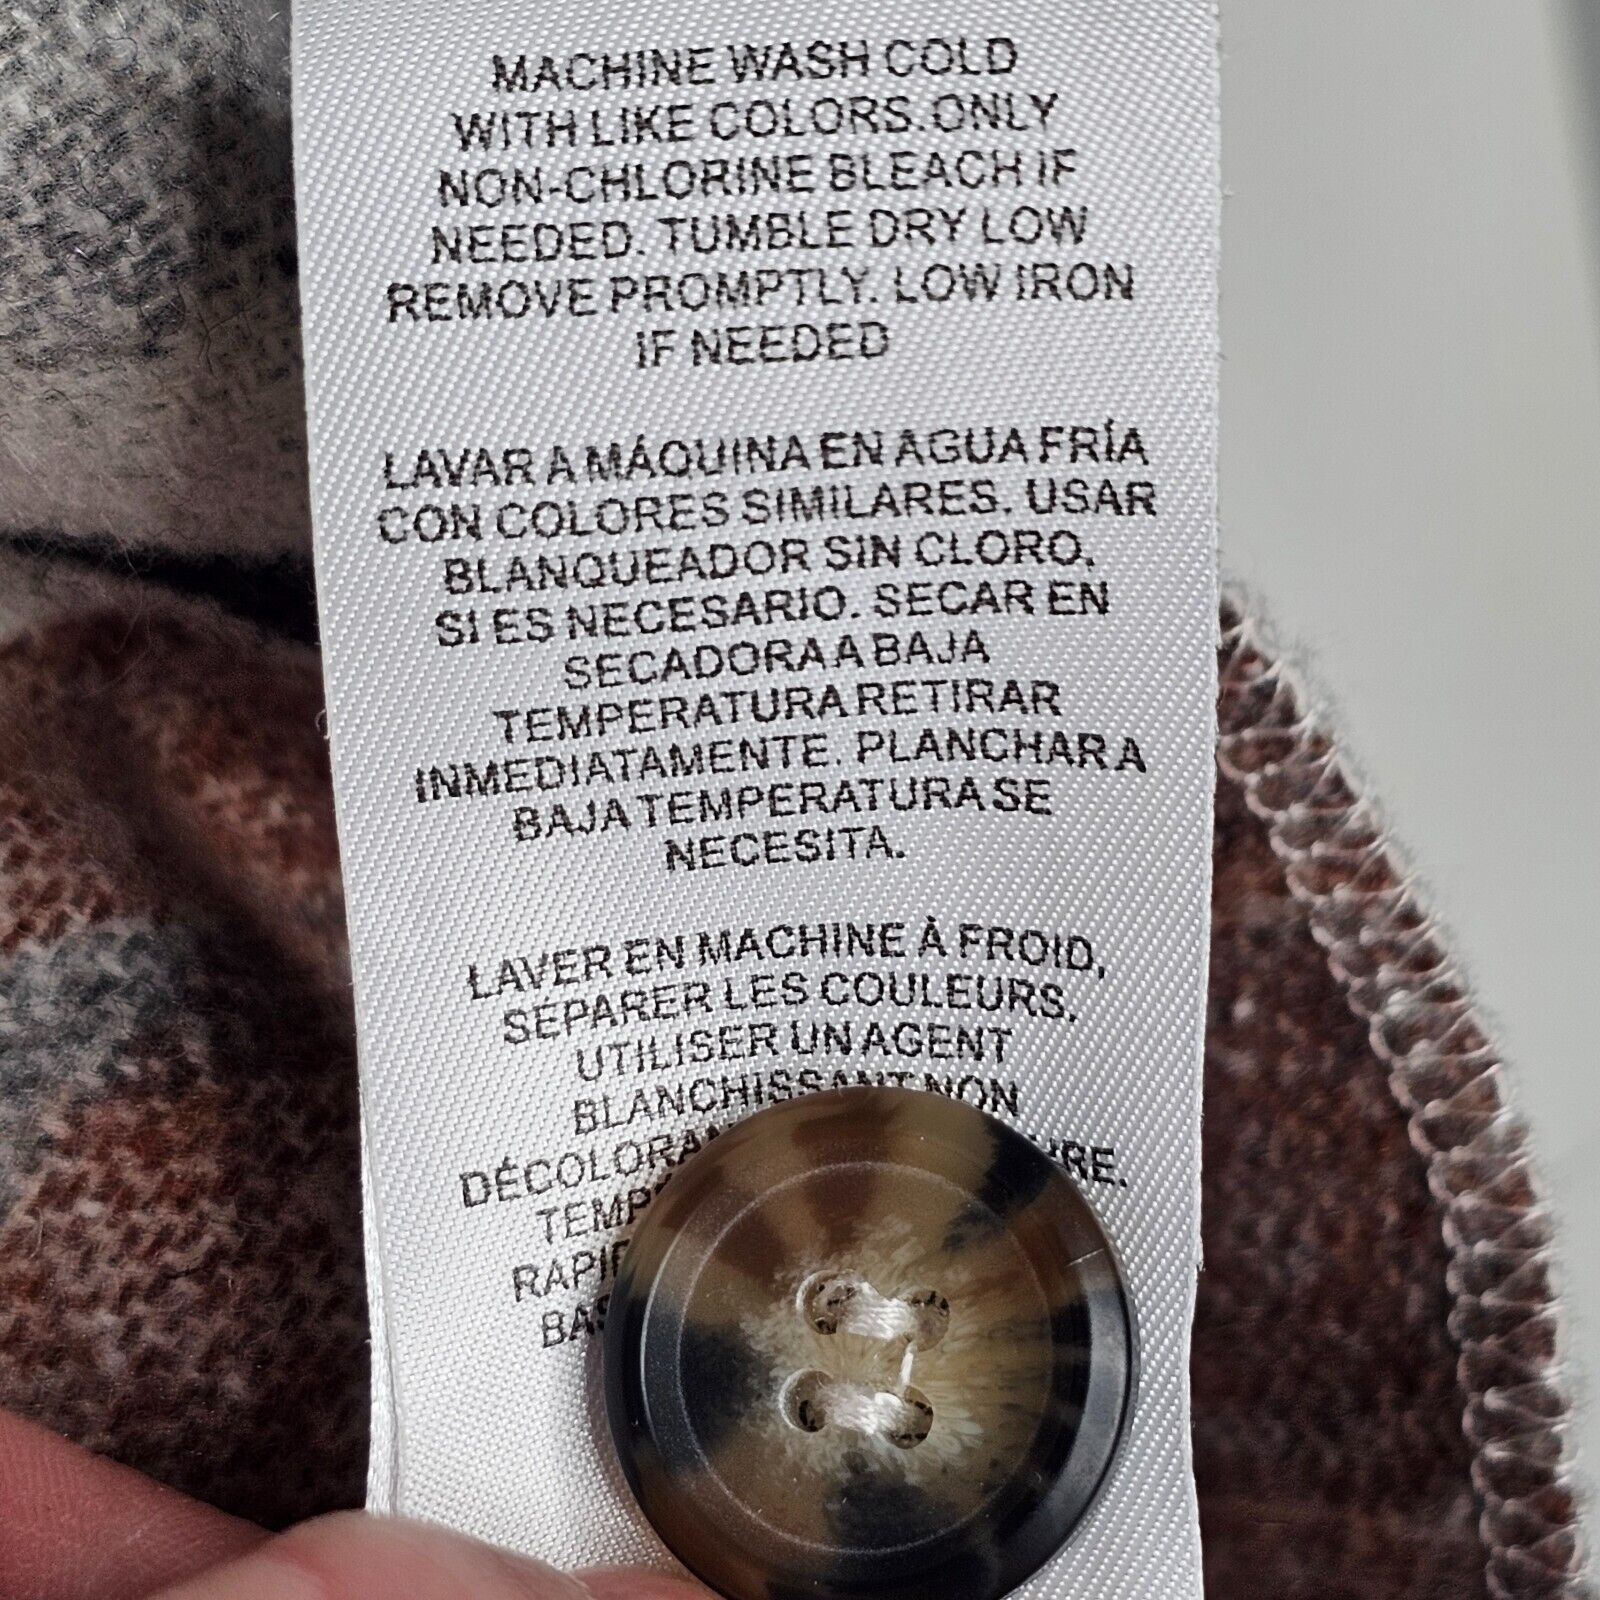 MACHINE WASH COLD
WITH LIKE COLORS. ONLY
NON-CHLORINE BLEACH IF
NEEDED. TUMBLE DRY LOW
REMOVE PROMPTLY. LOW IRON
IF NEEDED
LAVAR A MÁQUINA EN AGUA FRÍA
CON COLORES SIMILARES. USAR
BLANQUEADOR SIN CLORO,
SI ES NECESARIO. SECAR EN
SECADORA A BAJA
TEMPERATURA RETIRAR
INMEDIATAMENTE. PLANCHAR A
BAJA TEMPERATURA SE
NECESITA.
LAVER EN MACHINE À FROID,
SÉPARER LES COULEURS.
UTILISER UN AGENT
BLANCHISSANT NON